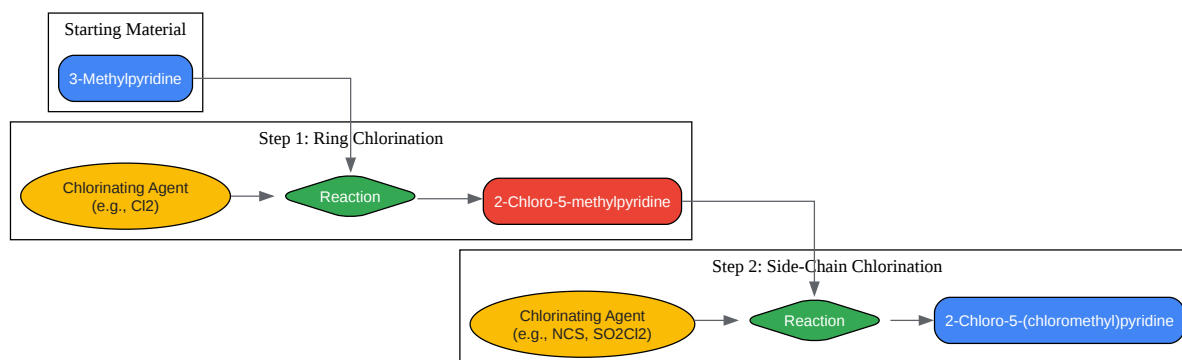 Starting Material
3-Methylpyridine
Step 1: Ring Chlorination
Chlorinating Agent
(e.g., Cl2)
Reaction
2-Chloro-5-methylpyridine
Step 2: Side-Chain Chlorination
Chlorinating Agent
(e.g., NCS, SO2Cl2)
Reaction
2-Chloro-5-(chloromethyl)pyridine